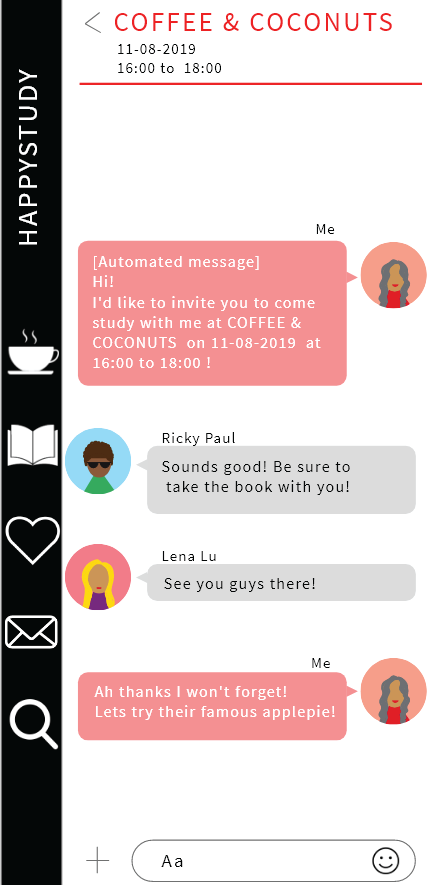 COFFEE & COCONUTS
11-08-2019
16:00 to 18:00
HAPPYSTUDY
Me
[Automated message]
Hi!
I'd like to invite you to come
study with me at COFFEE &
COCONUTS on 11-08-2019 at
16:00 to 18:00 !
Ricky Paul
Sounds good! Be sure to
take the book with you!
Lena Lu
See you guys there!
Me
Ah thanks I won't forget!
Lets try their famous applepie!
Aa